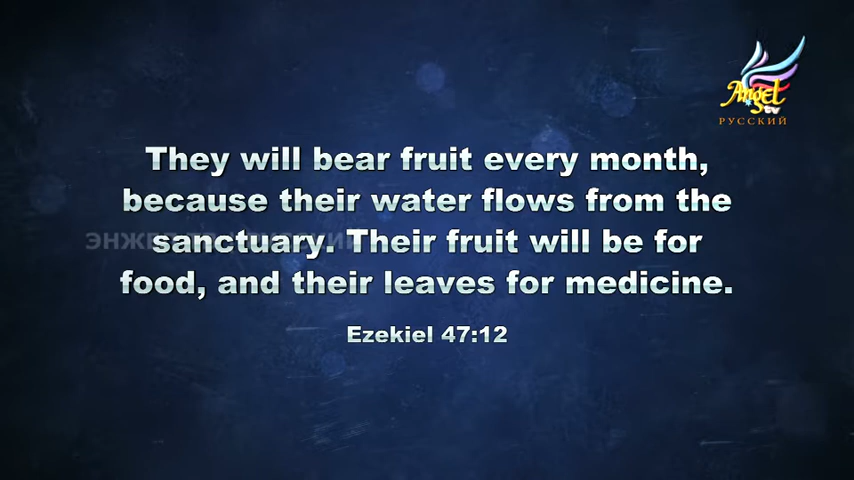 Angel
tv
РУССКИЙ
They will bear fruit every month,
because their water flows from the
sanctuary. Their fruit will be for
food, and their leaves for medicine.
Ezekiel 47:12